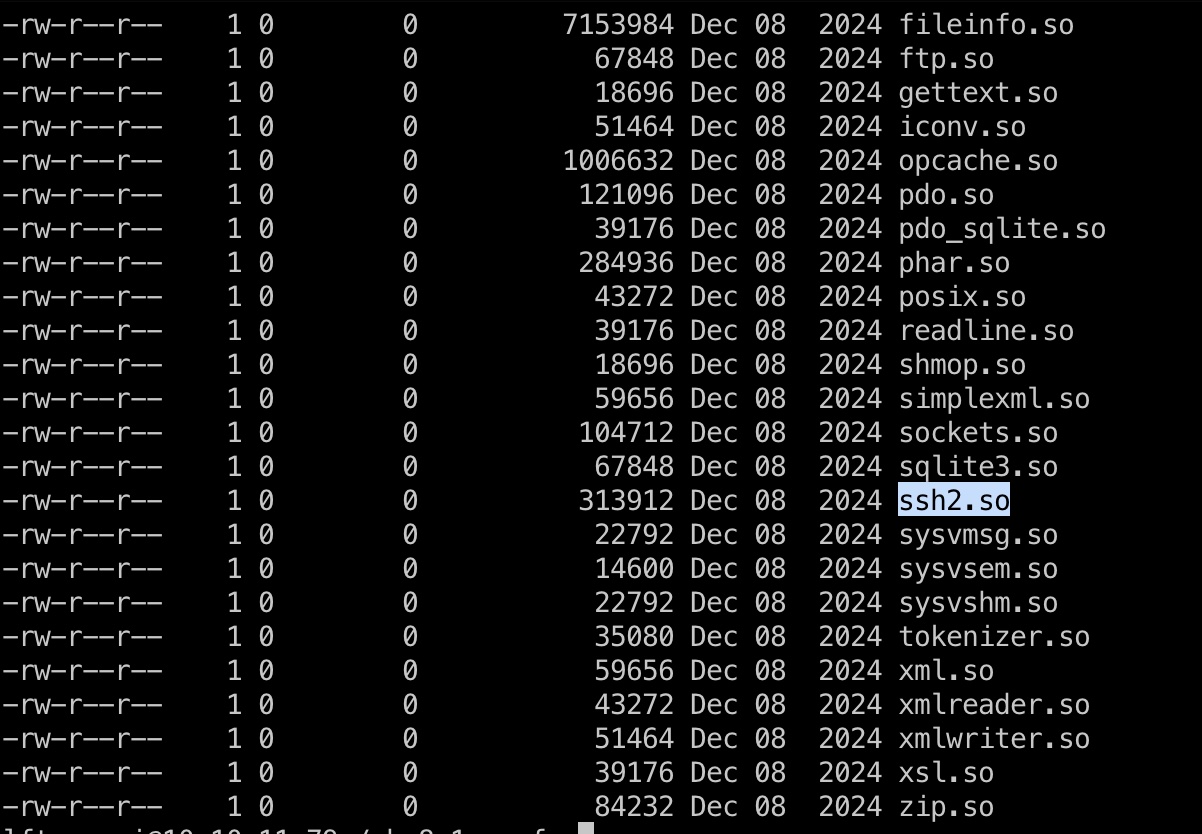 -rw-r--r--    1 0        0         7153984 Dec 08  2024 fileinfo.so
-rw-r--r--    1 0        0           67848 Dec 08  2024 ftp.so
-rw-r--r--    1 0        0           18696 Dec 08  2024 gettext.so
-rw-r--r--    1 0        0           51464 Dec 08  2024 iconv.so
-rw-r--r--    1 0        0         1006632 Dec 08  2024 opcache.so
-rw-r--r--    1 0        0          121096 Dec 08  2024 pdo.so
-rw-r--r--    1 0        0           39176 Dec 08  2024 pdo_sqlite.so
-rw-r--r--    1 0        0          284936 Dec 08  2024 phar.so
-rw-r--r--    1 0        0           43272 Dec 08  2024 posix.so
-rw-r--r--    1 0        0           39176 Dec 08  2024 readline.so
-rw-r--r--    1 0        0           18696 Dec 08  2024 shmop.so
-rw-r--r--    1 0        0           59656 Dec 08  2024 simplexml.so
-rw-r--r--    1 0        0          104712 Dec 08  2024 sockets.so
-rw-r--r--    1 0        0           67848 Dec 08  2024 sqlite3.so
-rw-r--r--    1 0        0          313912 Dec 08  2024 ssh2.so
-rw-r--r--    1 0        0           22792 Dec 08  2024 sysvmsg.so
-rw-r--r--    1 0        0           14600 Dec 08  2024 sysvsem.so
-rw-r--r--    1 0        0           22792 Dec 08  2024 sysvshm.so
-rw-r--r--    1 0        0           35080 Dec 08  2024 tokenizer.so
-rw-r--r--    1 0        0           59656 Dec 08  2024 xml.so
-rw-r--r--    1 0        0           43272 Dec 08  2024 xmlreader.so
-rw-r--r--    1 0        0           51464 Dec 08  2024 xmlwriter.so
-rw-r--r--    1 0        0           39176 Dec 08  2024 xsl.so
-rw-r--r--    1 0        0           84232 Dec 08  2024 zip.so